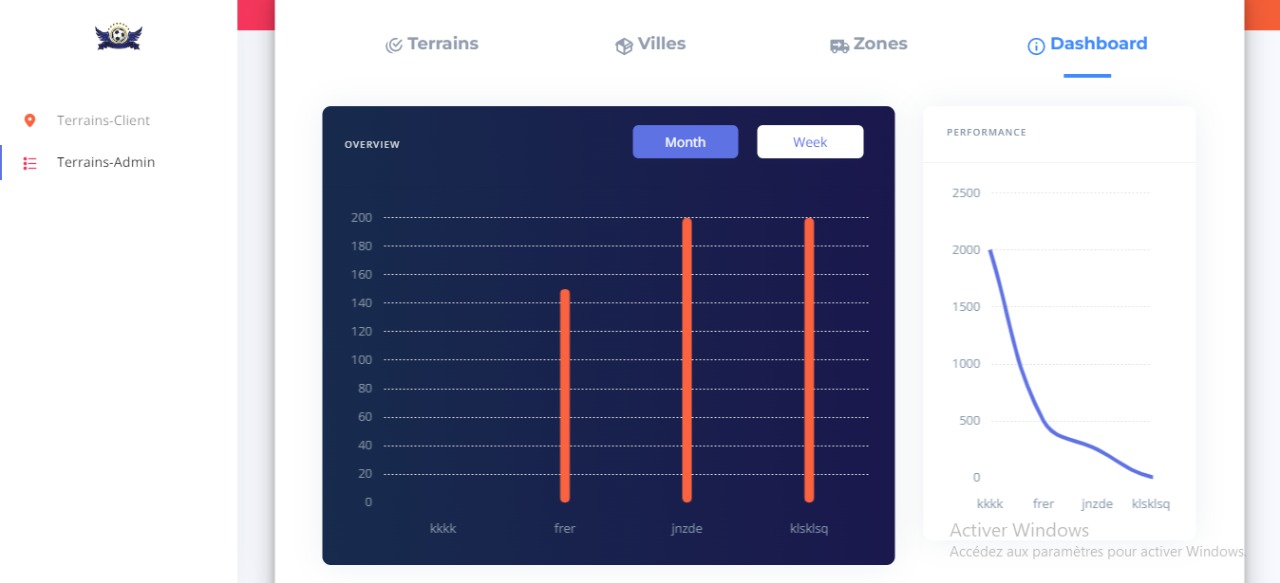 Terrains
Villes
Zones
Dashboard
Terrains-Client
Terrains-Admin
OVERVIEW
Month
Week
200
180
160
140
120
100
80
60
40
20
0
kkkk
frer
jnzde
klsklsq
PERFORMANCE
2500
2000
1500
1000
500
0
kkkk
frer
jnzde
klsklsq
Activer Windows
Accédez aux paramètres pour activer Windows.